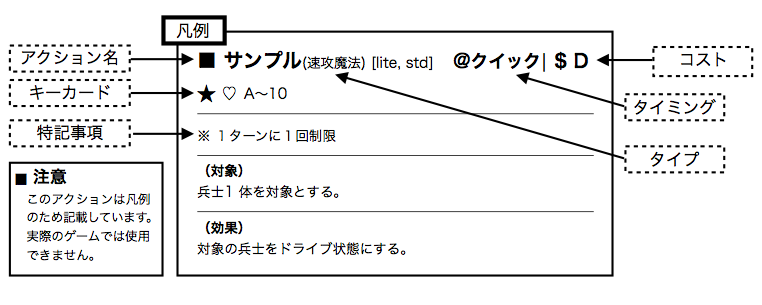 凡例
アクション名
キーカード
特記事項
■ サンプル(速攻魔法) [lite, std] @クイック| $ D
★ ♡ A〜10
※ 1ターンに1回制限
（対象）
兵士1 体を対象とする。
（効果）
対象の兵士をドライブ状態にする。
コスト
タイミング
タイプ
■ 注意
このアクションは凡例
のため記載しています。
実際のゲームでは使用
できません。